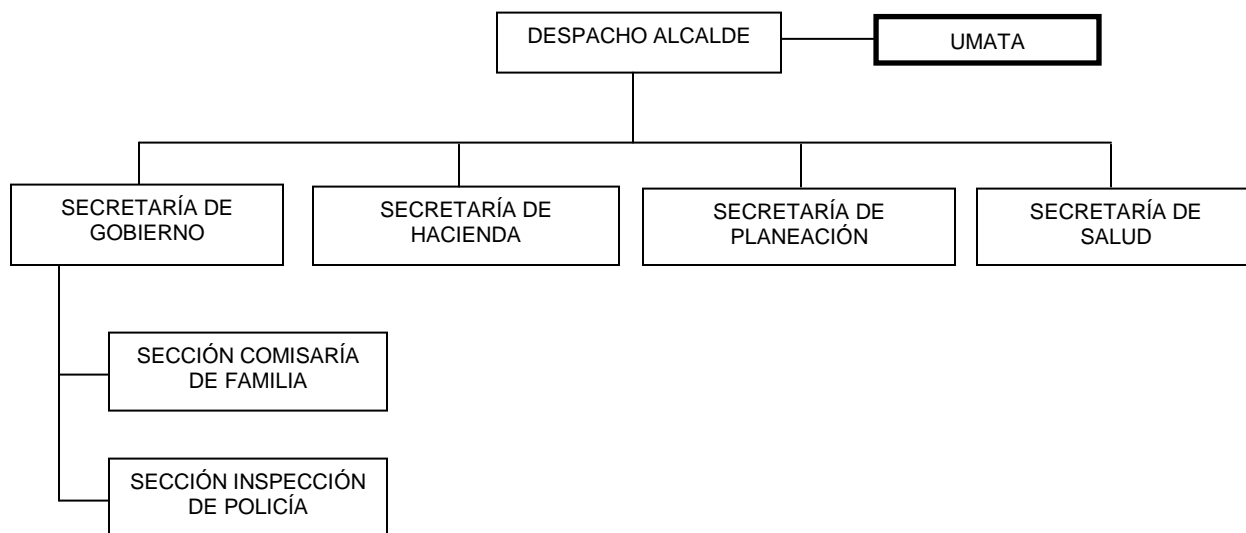 DESPACHO ALCALDE
UMATA
SECRETARÍA DE
GOBIERNO
SECRETARÍA DE
HACIENDA
SECRETARÍA DE
PLANEACIÓN
SECRETARÍA DE
SALUD
SECCIÓN COMISARÍA
DE FAMILIA
SECCIÓN INSPECCIÓN
DE POLICÍA